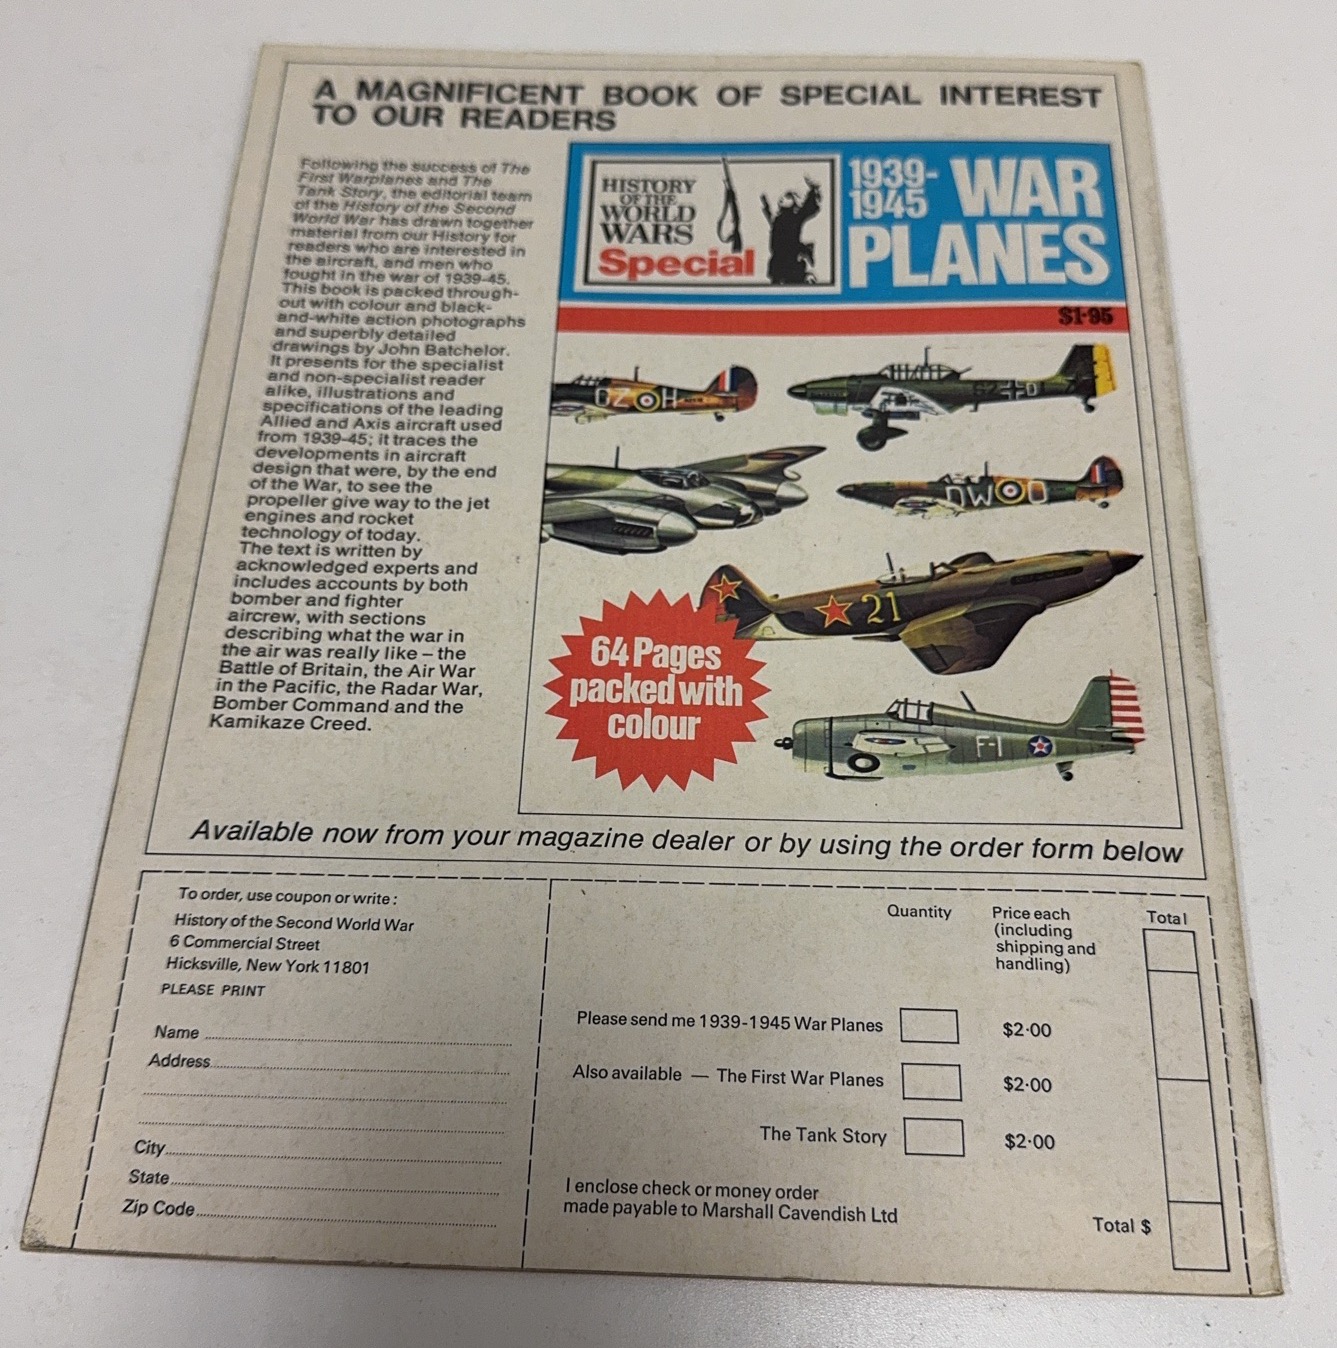 A MAGNIFICENT BOOK OF SPECIAL INTEREST
TO OUR READERS
Following the success of The
First Warplanes and The
Tank Story, the editorial team
of the History of the Second
World War has drawn together
material from our History for
readers who are interested in
the aircraft, and men who
fought in the war of 1939-45.
This book is packed through-
out with colour and black-
and-white action photographs
and superbly detailed
drawings by John Batchelor.
It presents for the specialist
and non-specialist reader
alike, illustrations and
specifications of the leading
Allied and Axis aircraft used
from 1939-45; it traces the
developments in aircraft
design that were, by the end
of the War, to see the
propeller give way to the jet
engines and rocket
technology of today.
The text is written by
acknowledged experts and
includes accounts by both
bomber and fighter
aircrew, with sections
describing what the war in
the air was really like – the
Battle of Britain, the Air War
in the Pacific, the Radar War,
Bomber Command and the
Kamikaze Creed.
HISTORY
OF THE
WORLD
WARS
Special
1939-
1945
WAR
PLANES
$1·95
GZ H
D
DW O
21
F-1
64 Pages
packed with
colour
Available now from your magazine dealer or by using the order form below
To order, use coupon or write:
History of the Second World War
6 Commercial Street
Hicksville, New York 11801
PLEASE PRINT
Name
Address
City
State
Zip Code
Quantity
Price each
(including
shipping and
handling)
Total
Please send me 1939-1945 War Planes $2·00
Also available — The First War Planes $2·00
The Tank Story $2·00
I enclose check or money order
made payable to Marshall Cavendish Ltd
Total $